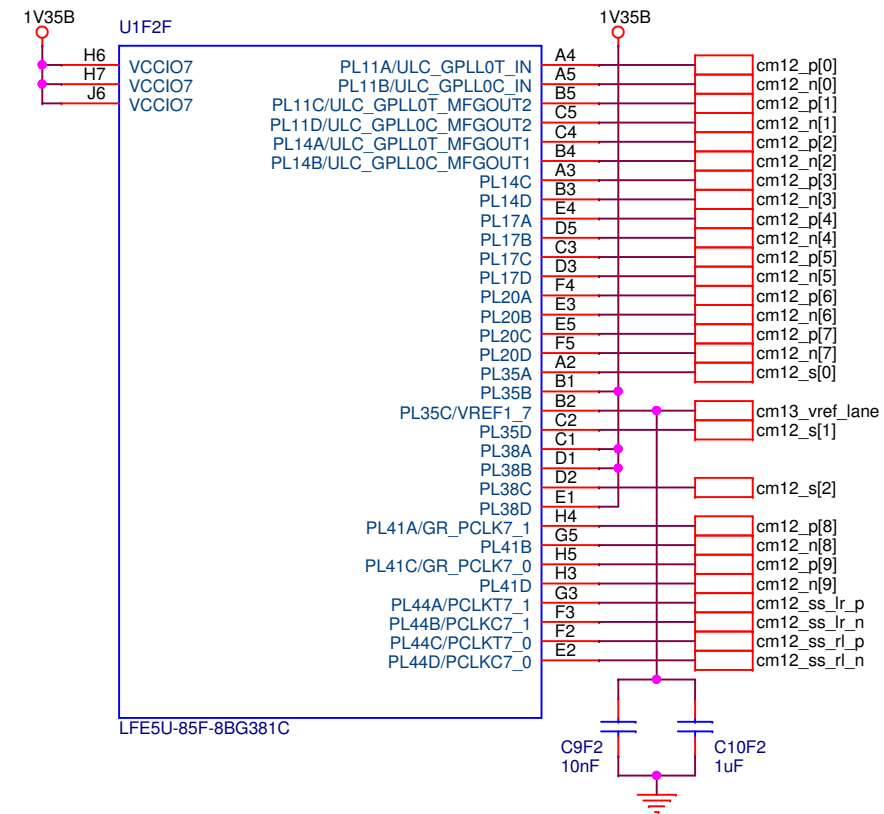 1V35B
1V35B
U1F2F
H6 VCCIO7
H7 VCCIO7
J6 VCCIO7
PL11A/ULC_GPLL0T_IN A4 cm12_p[0]
PL11B/ULC_GPLL0C_IN A5 cm12_n[0]
PL11C/ULC_GPLL0T_MFGOUT2 B5 cm12_p[1]
PL11D/ULC_GPLL0C_MFGOUT2 C5 cm12_n[1]
PL14A/ULC_GPLL0T_MFGOUT1 C4 cm12_p[2]
PL14B/ULC_GPLL0C_MFGOUT1 B4 cm12_n[2]
PL14C A3 cm12_p[3]
PL14D B3 cm12_n[3]
PL17A E4 cm12_p[4]
PL17B D5 cm12_n[4]
PL17C C3 cm12_p[5]
PL17D D3 cm12_n[5]
PL20A F4 cm12_p[6]
PL20B E3 cm12_n[6]
PL20C E5 cm12_p[7]
PL20D F5 cm12_n[7]
PL35A A2 cm12_s[0]
PL35B B1
PL35C/VREF1_7 B2 cm13_vref_lane
PL35D C2 cm12_s[1]
PL38A C1
PL38B D1
PL38C D2 cm12_s[2]
PL38D E1
PL41A/GR_PCLK7_1 H4 cm12_p[8]
PL41B G5 cm12_n[8]
PL41C/GR_PCLK7_0 H5 cm12_p[9]
PL41D H3 cm12_n[9]
PL44A/PCLKT7_1 G3 cm12_ss_lr_p
PL44B/PCLKC7_1 F3 cm12_ss_lr_n
PL44C/PCLKT7_0 F2 cm12_ss_rl_p
PL44D/PCLKC7_0 E2 cm12_ss_rl_n
LFE5U-85F-8BG381C
C9F2
10nF
C10F2
1uF